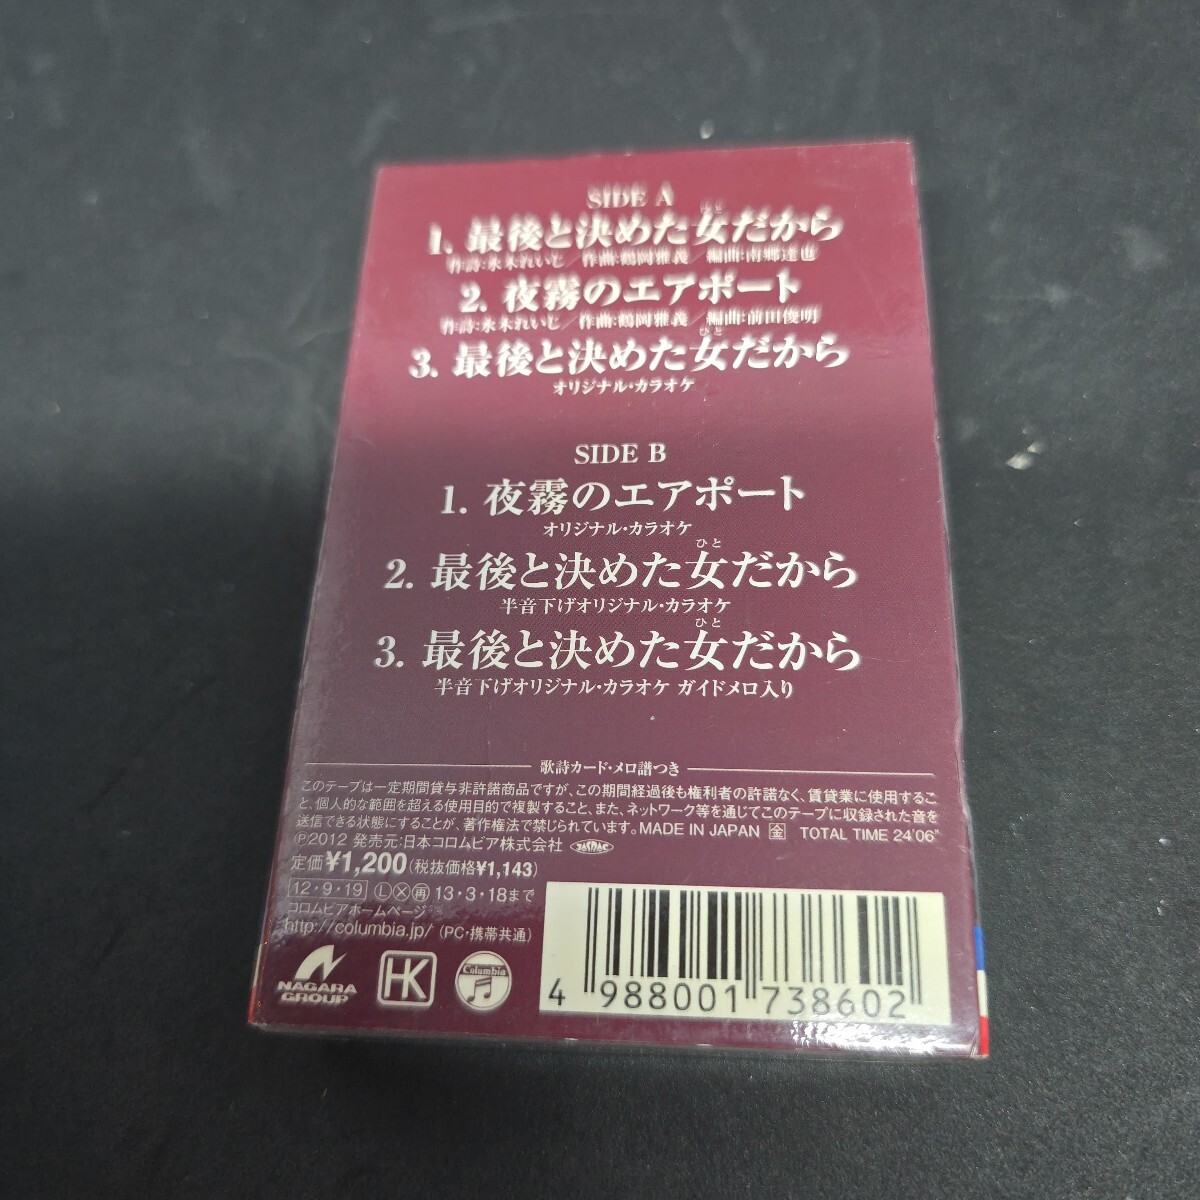 SIDE A
1. 最後と決めた女だから
ひと
作詩:水木れいじ／作曲:鶴岡雅義／編曲:南郷達也
2. 夜霧のエアポート
作詩:水木れいじ／作曲:鶴岡雅義／編曲:前田俊明
ひと
3. 最後と決めた女だから
オリジナル・カラオケ
SIDE B
1. 夜霧のエアポート
オリジナル・カラオケ
ひと
2. 最後と決めた女だから
半音下げオリジナル・カラオケ
ひと
3. 最後と決めた女だから
半音下げオリジナル・カラオケ ガイドメロ入り
歌詩カード・メロ譜つき
このテープは一定期間貸与非許諾商品ですが、この期間経過後も権利者の許諾なく、賃貸業に使用するこ
と、個人的な範囲を超える使用目的で複製すること、また、ネットワーク等を通じてこのテープに収録された音を
送信できる状態にすることが、著作権法で禁じられています。MADE IN JAPAN 金 TOTAL TIME 24'06"
Ⓟ2012 発売元:日本コロムビア株式会社 JASRAC
定価¥1,200(税抜価格¥1,143)
12・9・19 Ⓛ Ⓧ 再 13・3・18まで
コロムビアホームページ
http://columbia.jp/ (PC・携帯共通)
NAGARA GROUP
HK
Columbia
4 988001 738602